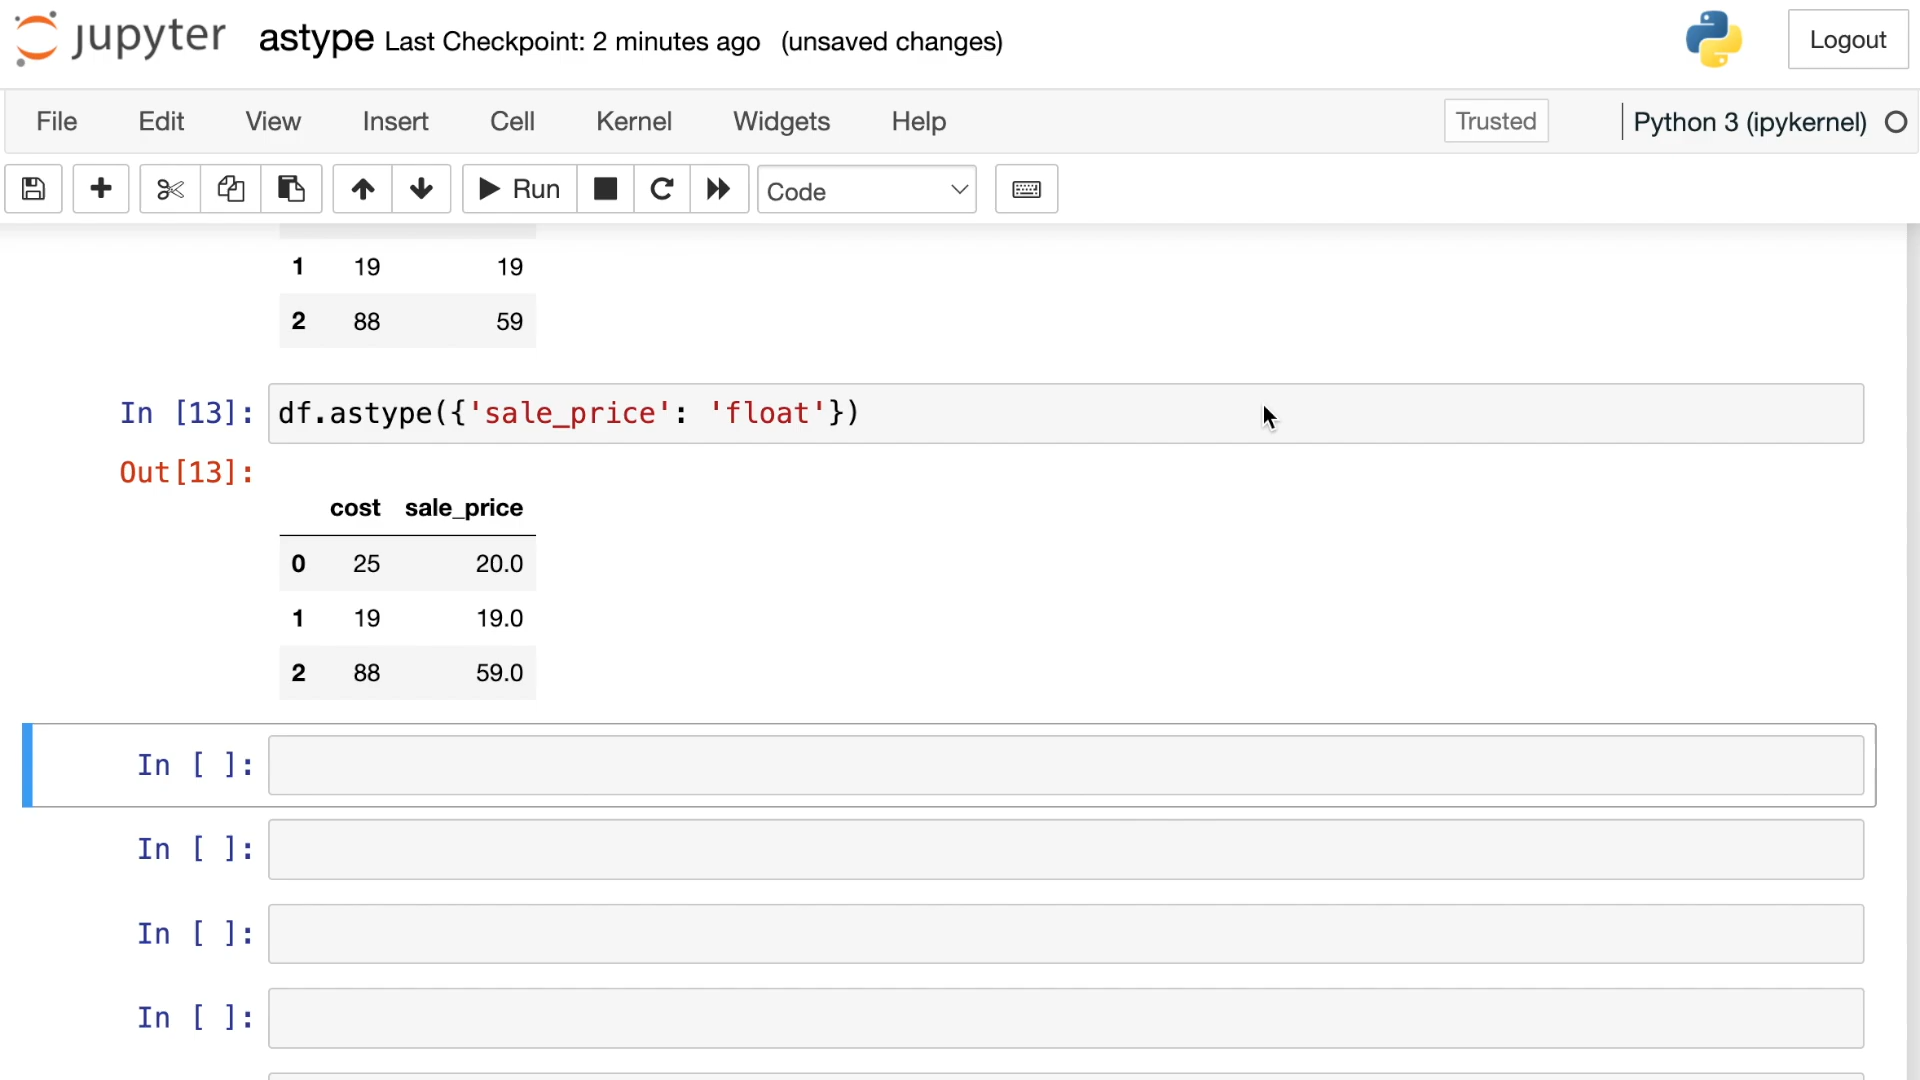 jupyter astype Last Checkpoint: 2 minutes ago (unsaved changes) Logout
File Edit View Insert Cell Kernel Widgets Help Trusted Python 3 (ipykernel)
Run Code
1 19 19
2 88 59
In [13]: df.astype({'sale_price': 'float'})
Out[13]:
cost sale_price
0 25 20.0
1 19 19.0
2 88 59.0
In [ ]:
In [ ]:
In [ ]:
In [ ]: